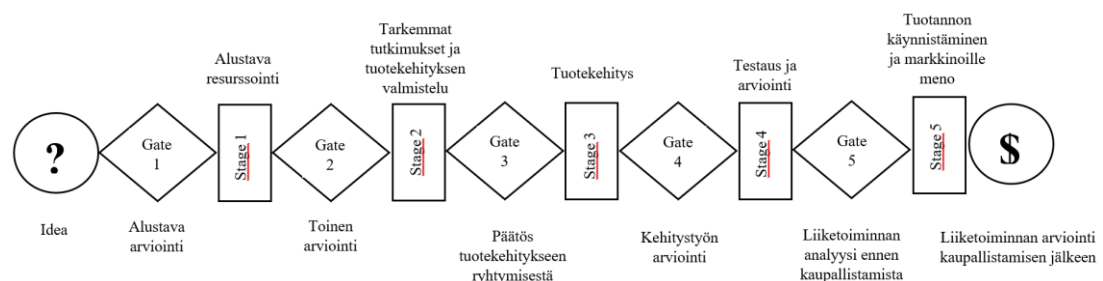 Alustava
resurssointi
Tarkemmat
tutkimukset ja
tuotekehityksen
valmistelu
Tuotekehitys
Testaus ja
arviointi
Tuotannon
käynnistäminen
ja markkinoille
meno
?
Gate
1
Stage 1
Gate
2
Stage 2
Gate
3
Stage 3
Gate
4
Stage 4
Gate
5
Stage 5
$
Idea
Alustava
arviointi
Toinen
arviointi
Päätös
tuotekehitykseen
ryhtymisestä
Kehitystyön
arviointi
Liiketoiminnan
analyysi ennen
kaupallistamista
Liiketoiminnan arviointi
kaupallistamisen jälkeen